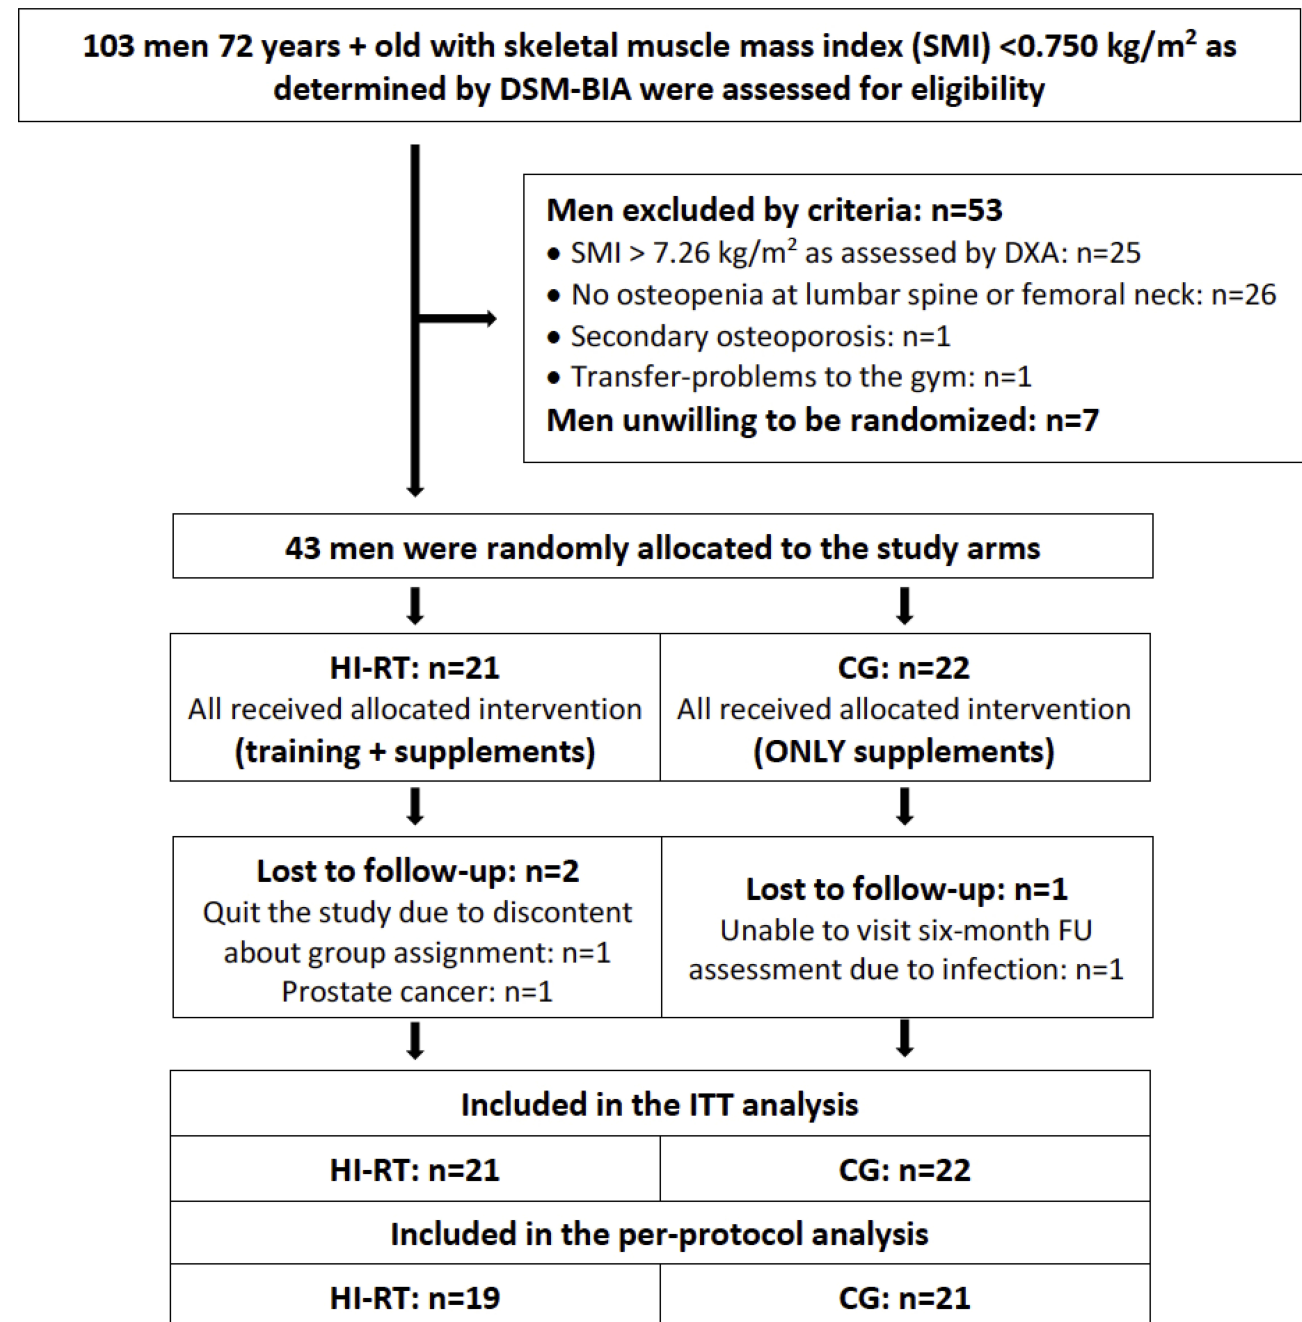 103 men 72 years + old with skeletal muscle mass index (SMI) <0.750 kg/m² as
determined by DSM-BIA were assessed for eligibility
Men excluded by criteria: n=53
• SMI > 7.26 kg/m² as assessed by DXA: n=25
• No osteopenia at lumbar spine or femoral neck: n=26
• Secondary osteoporosis: n=1
• Transfer-problems to the gym: n=1
Men unwilling to be randomized: n=7
43 men were randomly allocated to the study arms
HI-RT: n=21
All received allocated intervention
(training + supplements)
CG: n=22
All received allocated intervention
(ONLY supplements)
Lost to follow-up: n=2
Quit the study due to discontent
about group assignment: n=1
Prostate cancer: n=1
Lost to follow-up: n=1
Unable to visit six-month FU
assessment due to infection: n=1
Included in the ITT analysis
HI-RT: n=21
CG: n=22
Included in the per-protocol analysis
HI-RT: n=19
CG: n=21